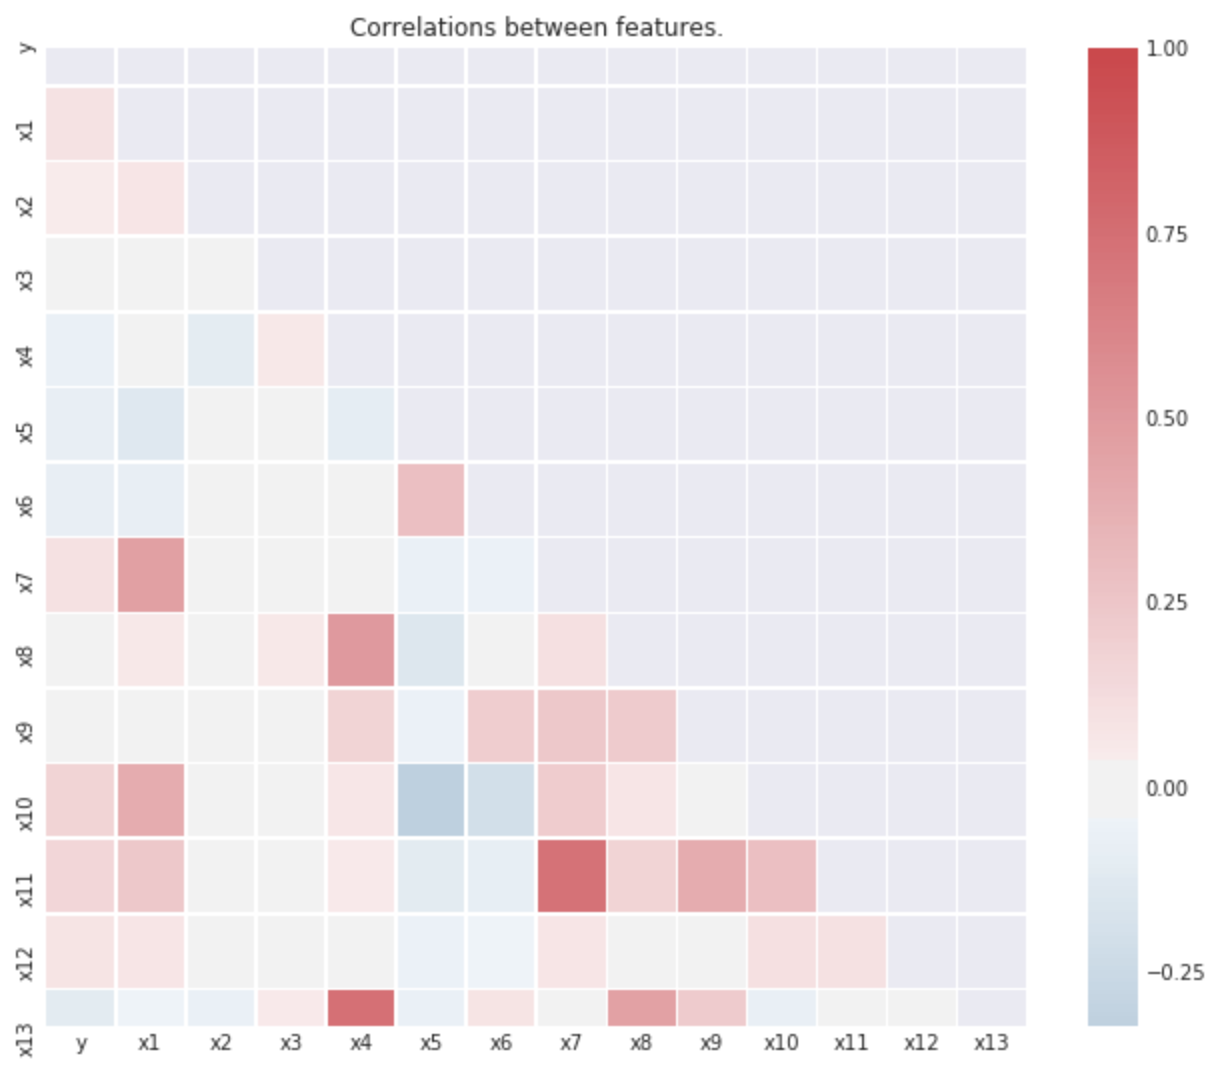 Correlations between features.
y
x1
x2
x3
x4
x5
x6
x7
x8
x9
x10
x11
x12
x13
y x1 x2 x3 x4 x5 x6 x7 x8 x9 x10 x11 x12 x13
1.00
0.75
0.50
0.25
0.00
−0.25